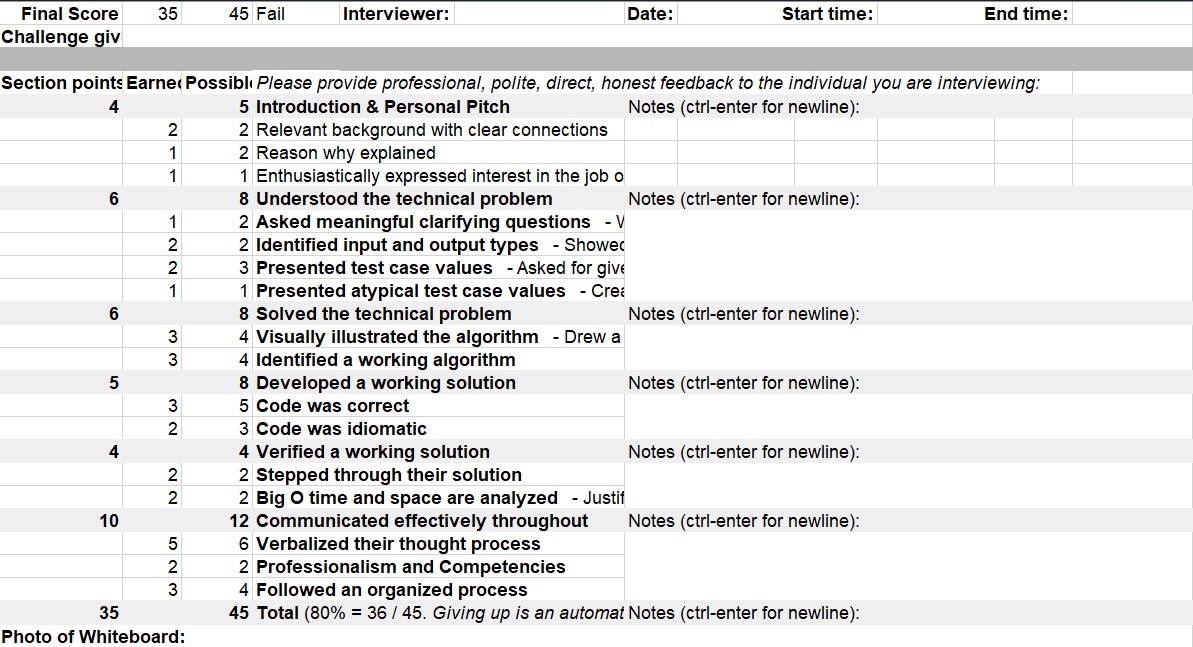 Final Score 35 45 Fail Interviewer: Date: Start time: End time:
Challenge giv
Section points Earne Possibl Please provide professional, polite, direct, honest feedback to the individual you are interviewing:
4 5 Introduction & Personal Pitch Notes (ctrl-enter for newline):
2 2 Relevant background with clear connections
1 2 Reason why explained
1 1 Enthusiastically expressed interest in the job o
6 8 Understood the technical problem Notes (ctrl-enter for newline):
1 2 Asked meaningful clarifying questions - W
2 2 Identified input and output types - Showed
2 3 Presented test case values - Asked for give
1 1 Presented atypical test case values - Crea
6 8 Solved the technical problem Notes (ctrl-enter for newline):
3 4 Visually illustrated the algorithm - Drew a
3 4 Identified a working algorithm
5 8 Developed a working solution Notes (ctrl-enter for newline):
3 5 Code was correct
2 3 Code was idiomatic
4 4 Verified a working solution Notes (ctrl-enter for newline):
2 2 Stepped through their solution
2 2 Big O time and space are analyzed - Justif
10 12 Communicated effectively throughout Notes (ctrl-enter for newline):
5 6 Verbalized their thought process
2 2 Professionalism and Competencies
3 4 Followed an organized process
35 45 Total (80% = 36 / 45. Giving up is an automat Notes (ctrl-enter for newline):
Photo of Whiteboard: